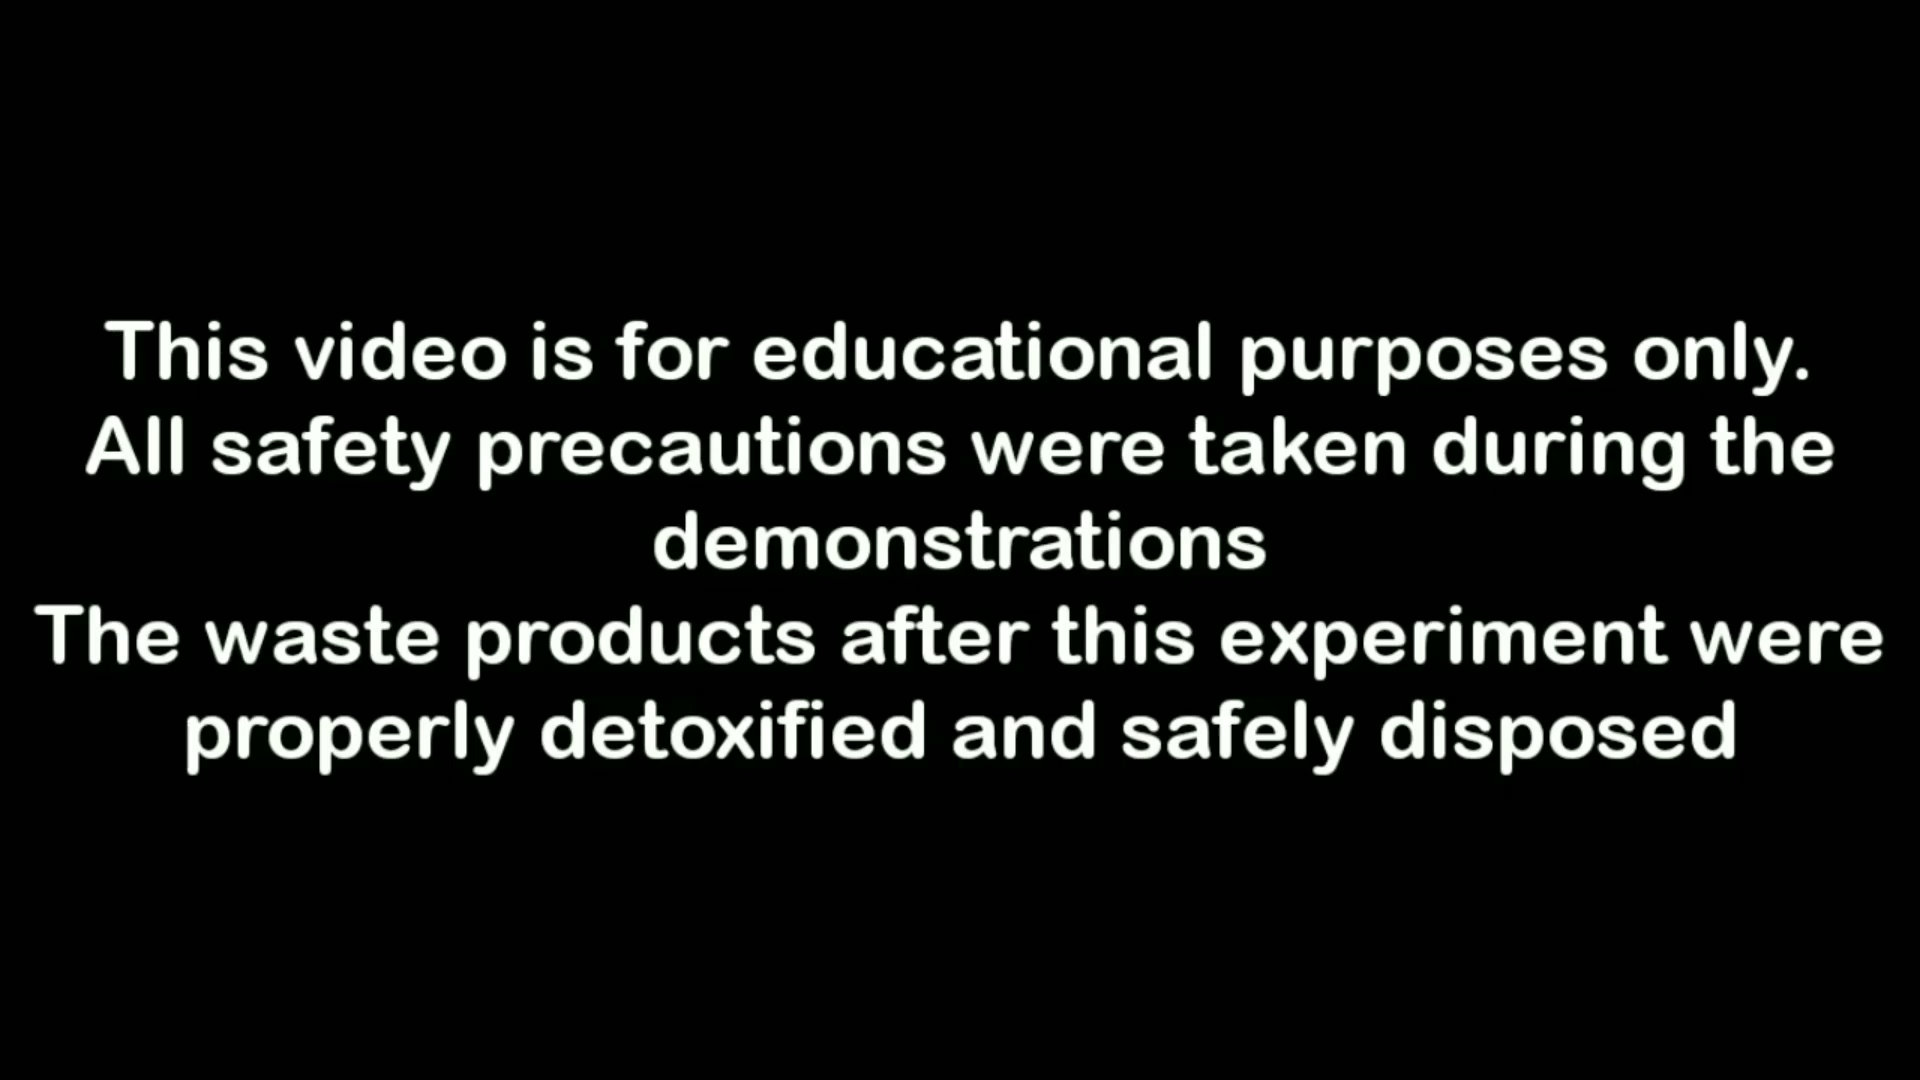 This video is for educational purposes only.
All safety precautions were taken during the
demonstrations
The waste products after this experiment were
properly detoxified and safely disposed